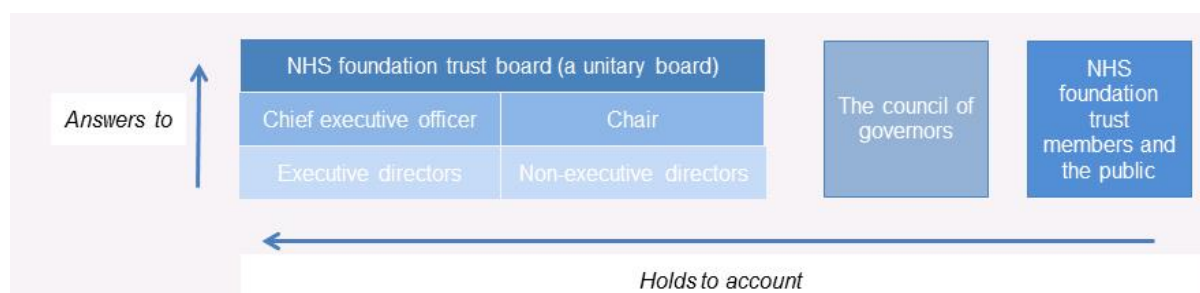 Answers to
NHS foundation trust board (a unitary board)
Chief executive officer
Chair
Executive directors
Non-executive directors
The council of
governors
NHS
foundation
trust
members and
the public
Holds to account